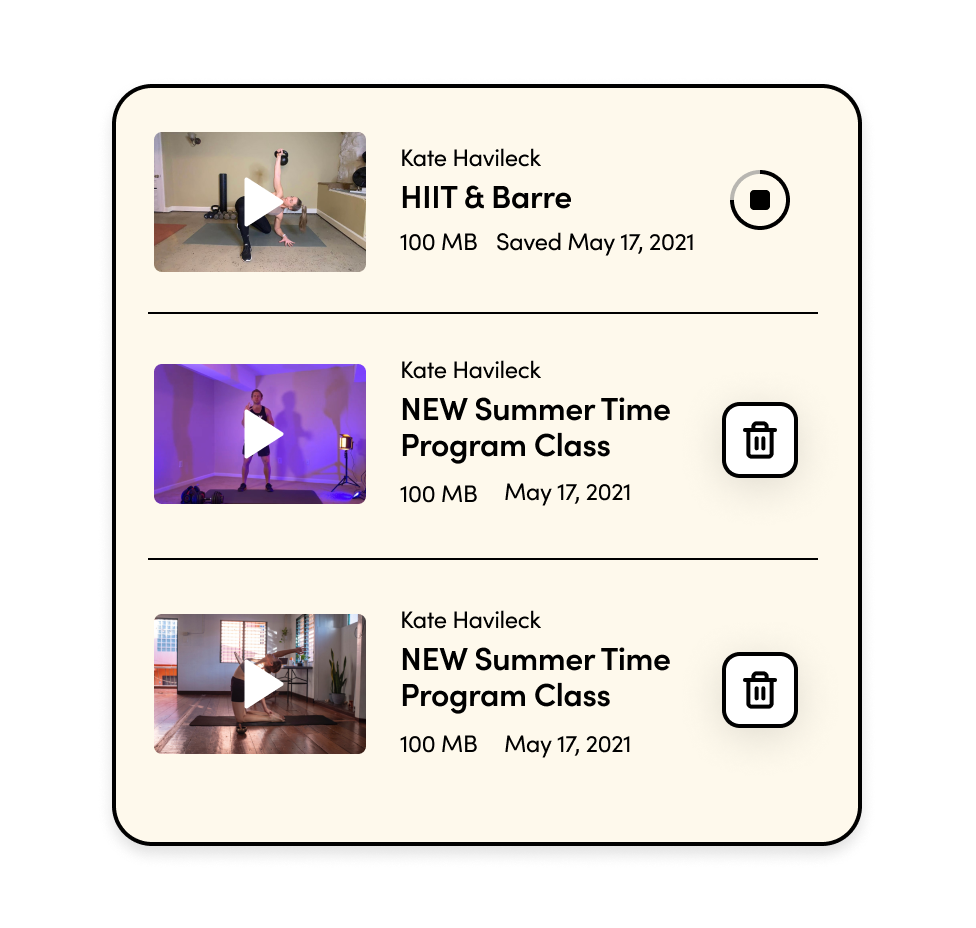 Kate Havileck
HIIT & Barre
100 MB Saved May 17, 2021
Kate Havileck
NEW Summer Time
Program Class
100 MB May 17, 2021
Kate Havileck
NEW Summer Time
Program Class
100 MB May 17, 2021